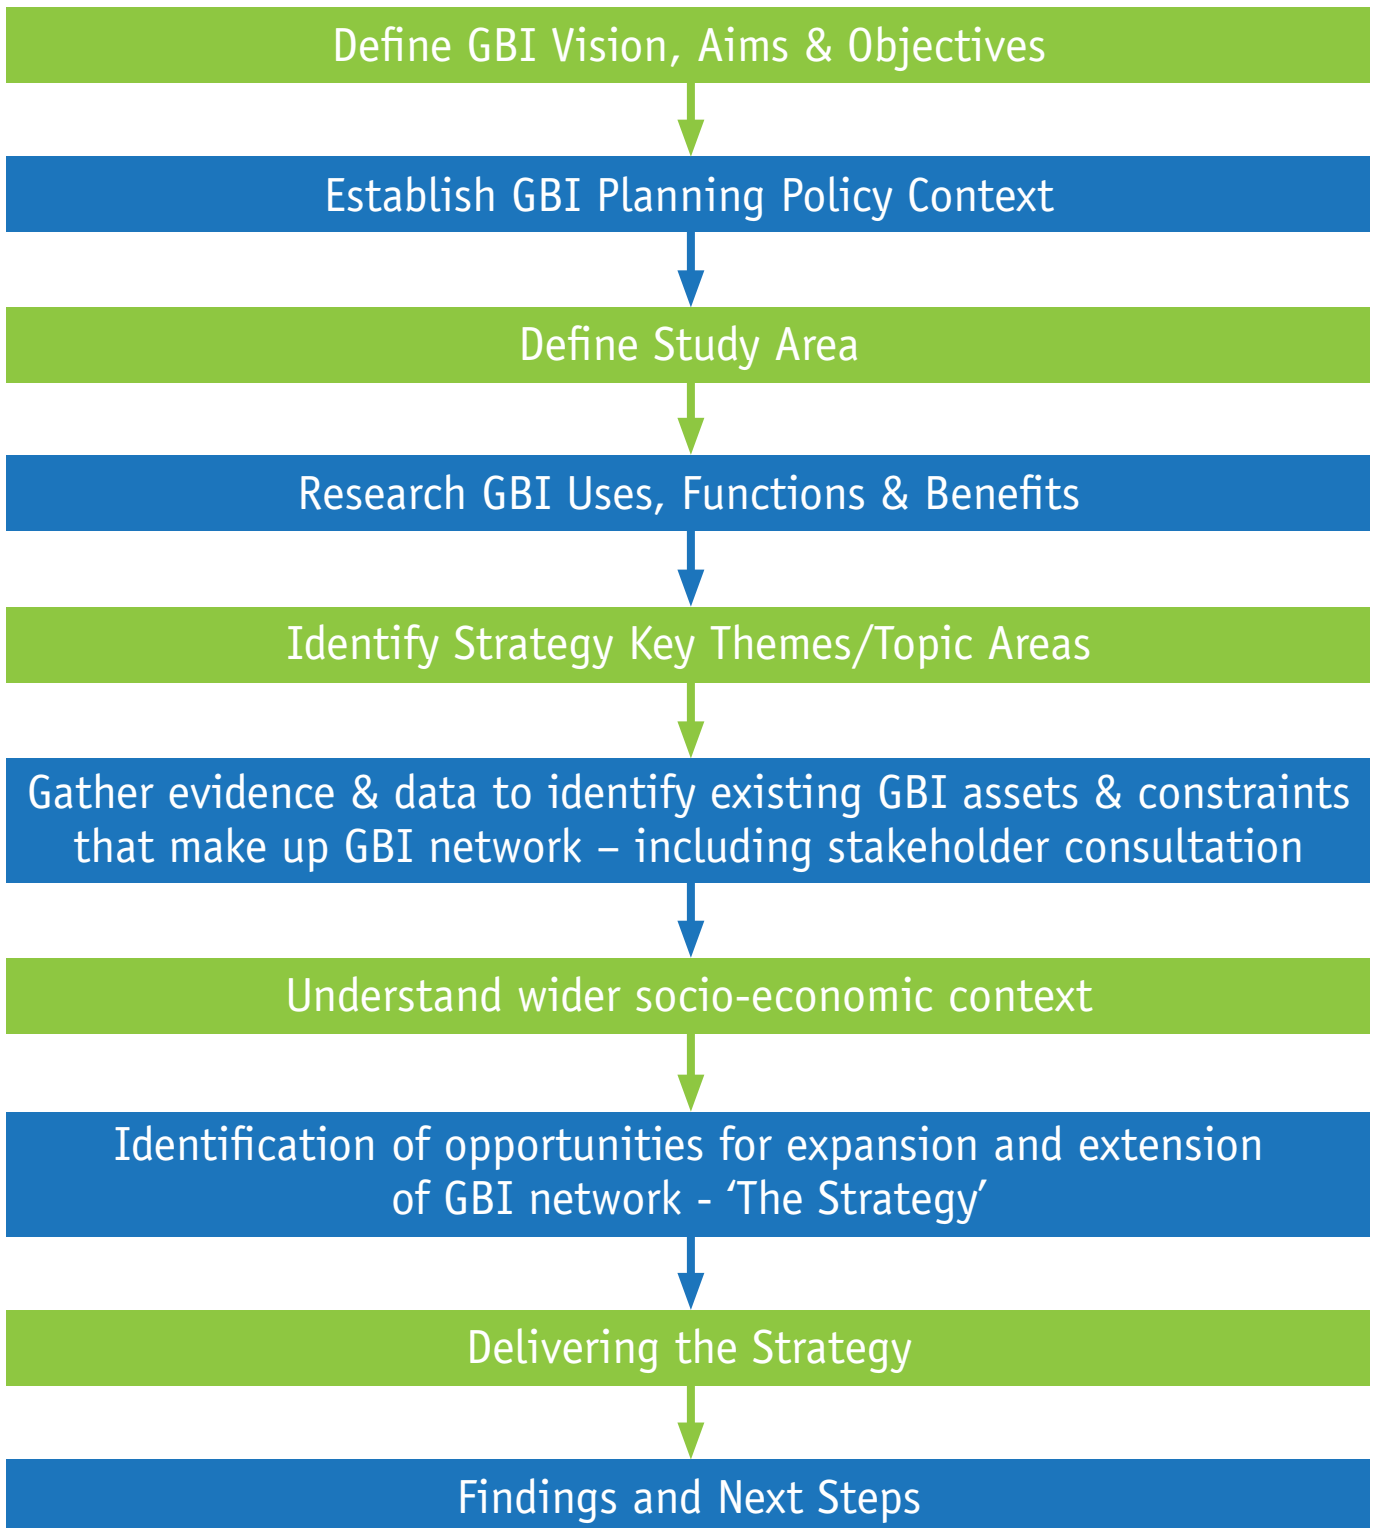 Define GBI Vision, Aims & Objectives
Establish GBI Planning Policy Context
Define Study Area
Research GBI Uses, Functions & Benefits
Identify Strategy Key Themes/Topic Areas
Gather evidence & data to identify existing GBI assets & constraints
that make up GBI network – including stakeholder consultation
Understand wider socio-economic context
Identification of opportunities for expansion and extension
of GBI network - ‘The Strategy’
Delivering the Strategy
Findings and Next Steps